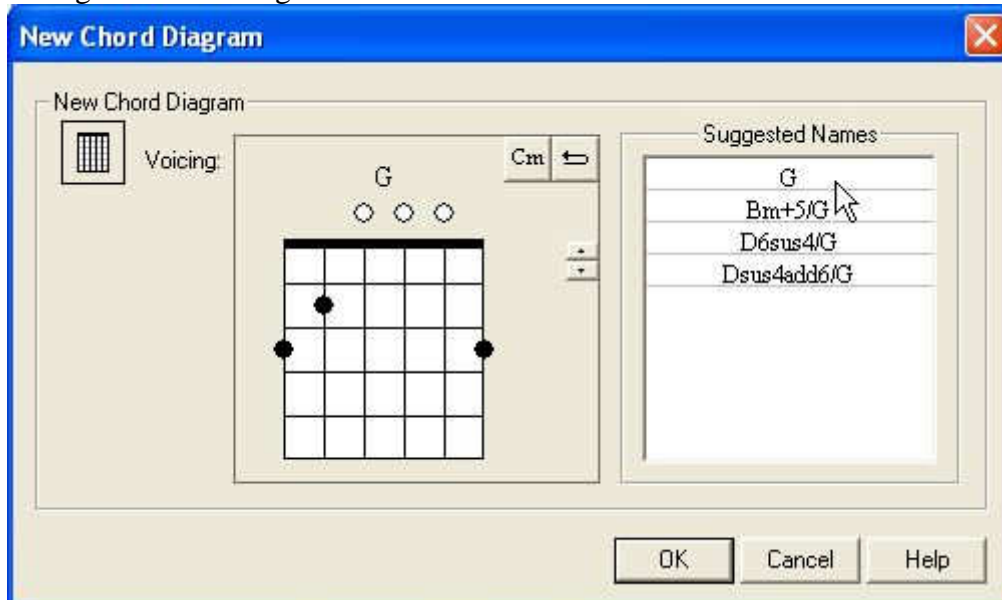 New Chord Diagram
New Chord Diagram
Voicing:
G
Cm
Suggested Names
G
Bm+5/G
D6sus4/G
Dsus4add6/G
OK
Cancel
Help